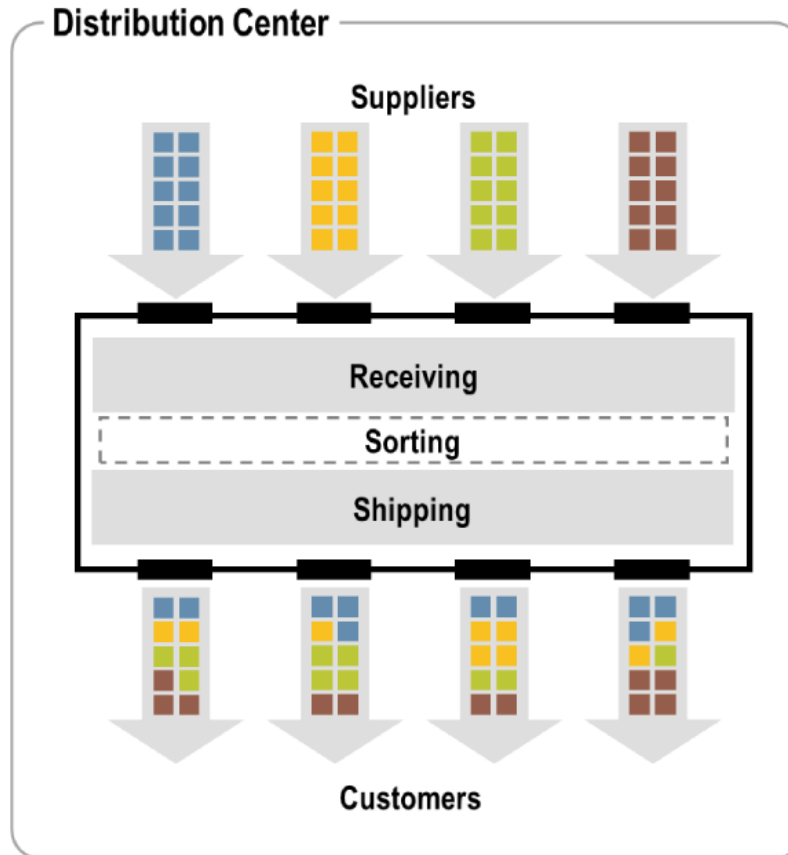 Distribution Center
Suppliers
Receiving
Sorting
Shipping
Customers